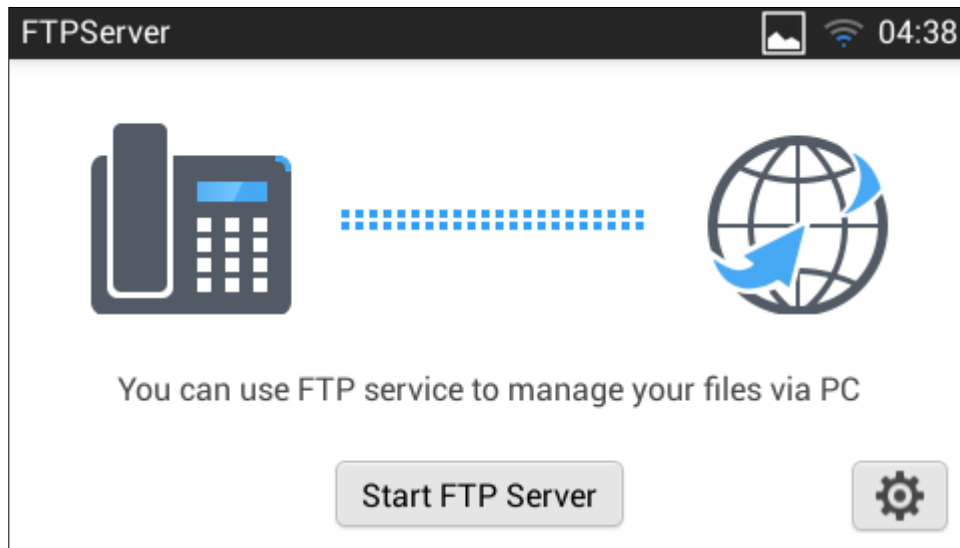 FTPServer 04:38
You can use FTP service to manage your files via PC
Start FTP Server